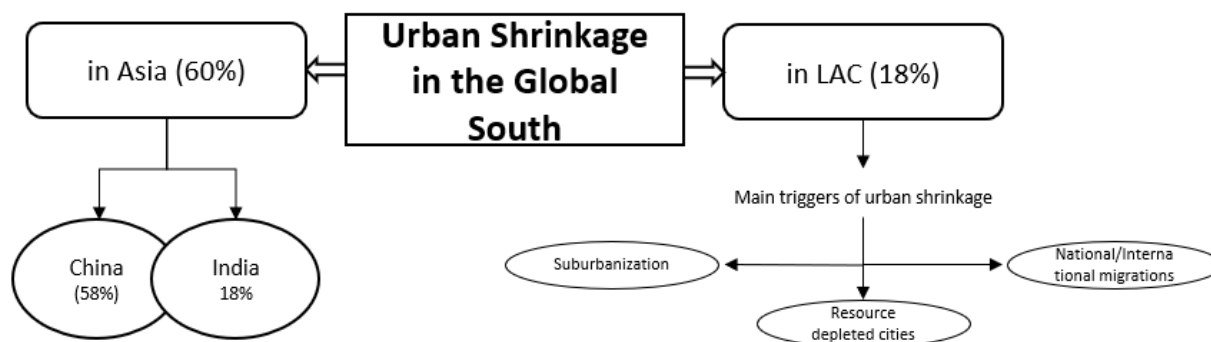 Urban Shrinkage
in the Global
South
in Asia (60%)
in LAC (18%)
Main triggers of urban shrinkage
China
(58%)
India
18%
Suburbanization
National/Interna
tional migrations
Resource
depleted cities